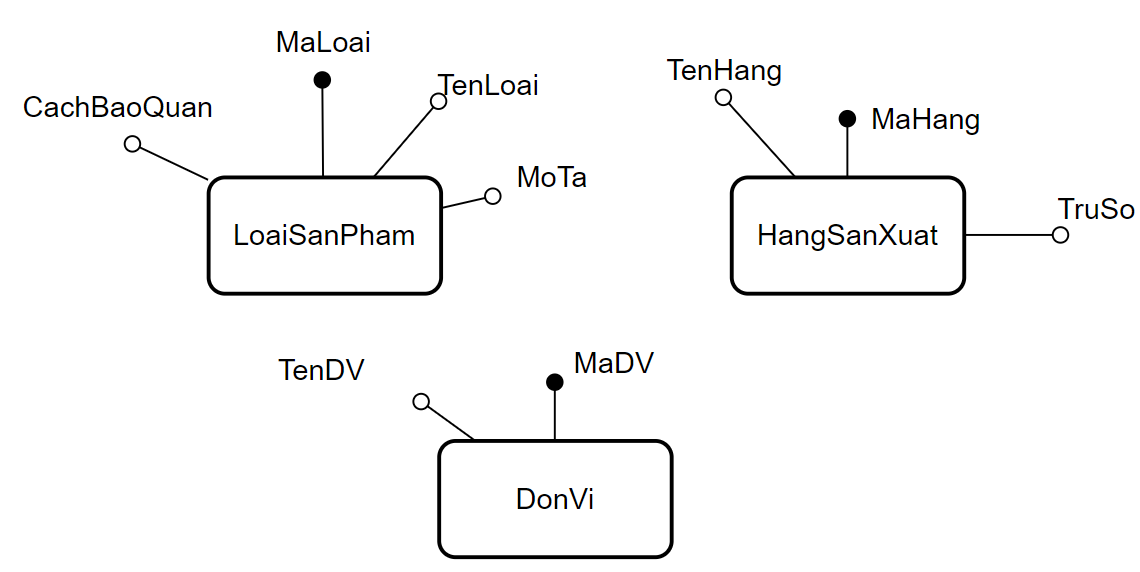 MaLoai
TenLoai
CachBaoQuan
MoTa
LoaiSanPham
TenHang
MaHang
TruSo
HangSanXuat
TenDV
MaDV
DonVi